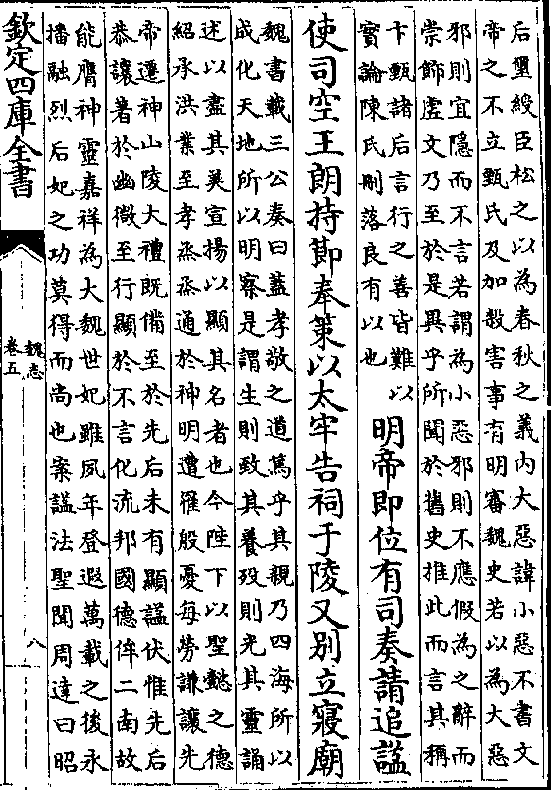 后璽綬臣松之以為春秋之義内大惡諱小惡不書文
帝之不立甄氏及加殺害事有明審魏史若以為大惡
邪則宜隱而不言若謂為小惡邪則不應假為之辭而
崇飾虛文乃至於是異乎所聞於舊史推此而言其稱
卞甄諸后言行之善皆難以
實論陳氏刪落良有以也
明帝即位有司奏請追諡
使司空王朗持節奉策以太牢告祠于陵又别立寢廟
魏書載三公奏曰蓋孝敬之道篤乎其親乃四海所以
成化天地所以明察是謂生則致其養歿則光其靈誦
述以盡其美宣揚以顯其名者也今陛下以聖懿之德
紹承洪業至孝烝烝通於神明遭罹殷憂每勞謙讓先
帝遷神山陵大禮既備至於先后未有顯諡伏惟先后
恭讓著於幽微至行顯於不言化流邦國德侔二南故
能膺神靈嘉祥為大魏世妃雖夙年登遐萬載之後永
播融烈后妃之功莫得而尚也案諡法聖聞周達曰昭
欽定四庫全書
魏志
卷五
八